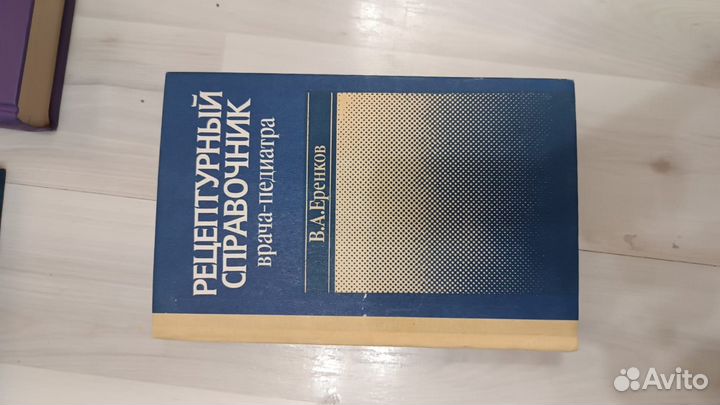 РЕЦЕПТУРНЫЙ
СПРАВОЧНИК
врача-педиатра
В.А.Еренков
Avito